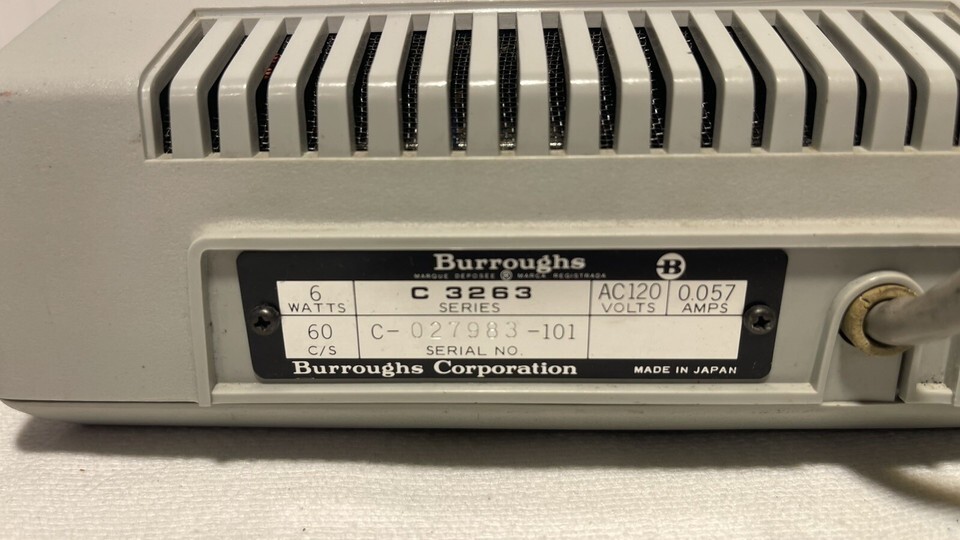 Burroughs B
MARQUE DEPOSEE ® MARCA REGISTRADA
6 C 3263 AC120 0.057
WATTS SERIES VOLTS AMPS
60 C-027983-101
C/S SERIAL NO.
Burroughs Corporation MADE IN JAPAN